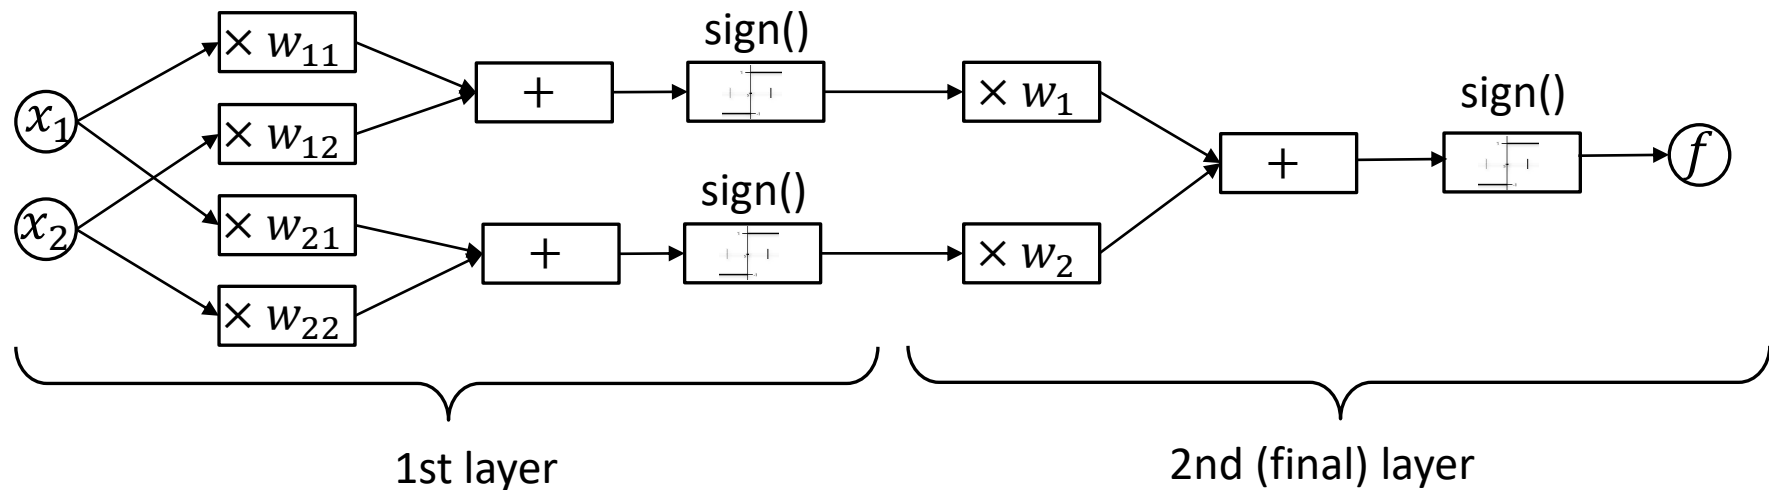 sign()
× w₁₁
+
× w₁
sign()
x₁
× w₁₂
+
f
x₂
× w₂₁
sign()
+
× w₂
× w₂₂
1st layer
2nd (final) layer